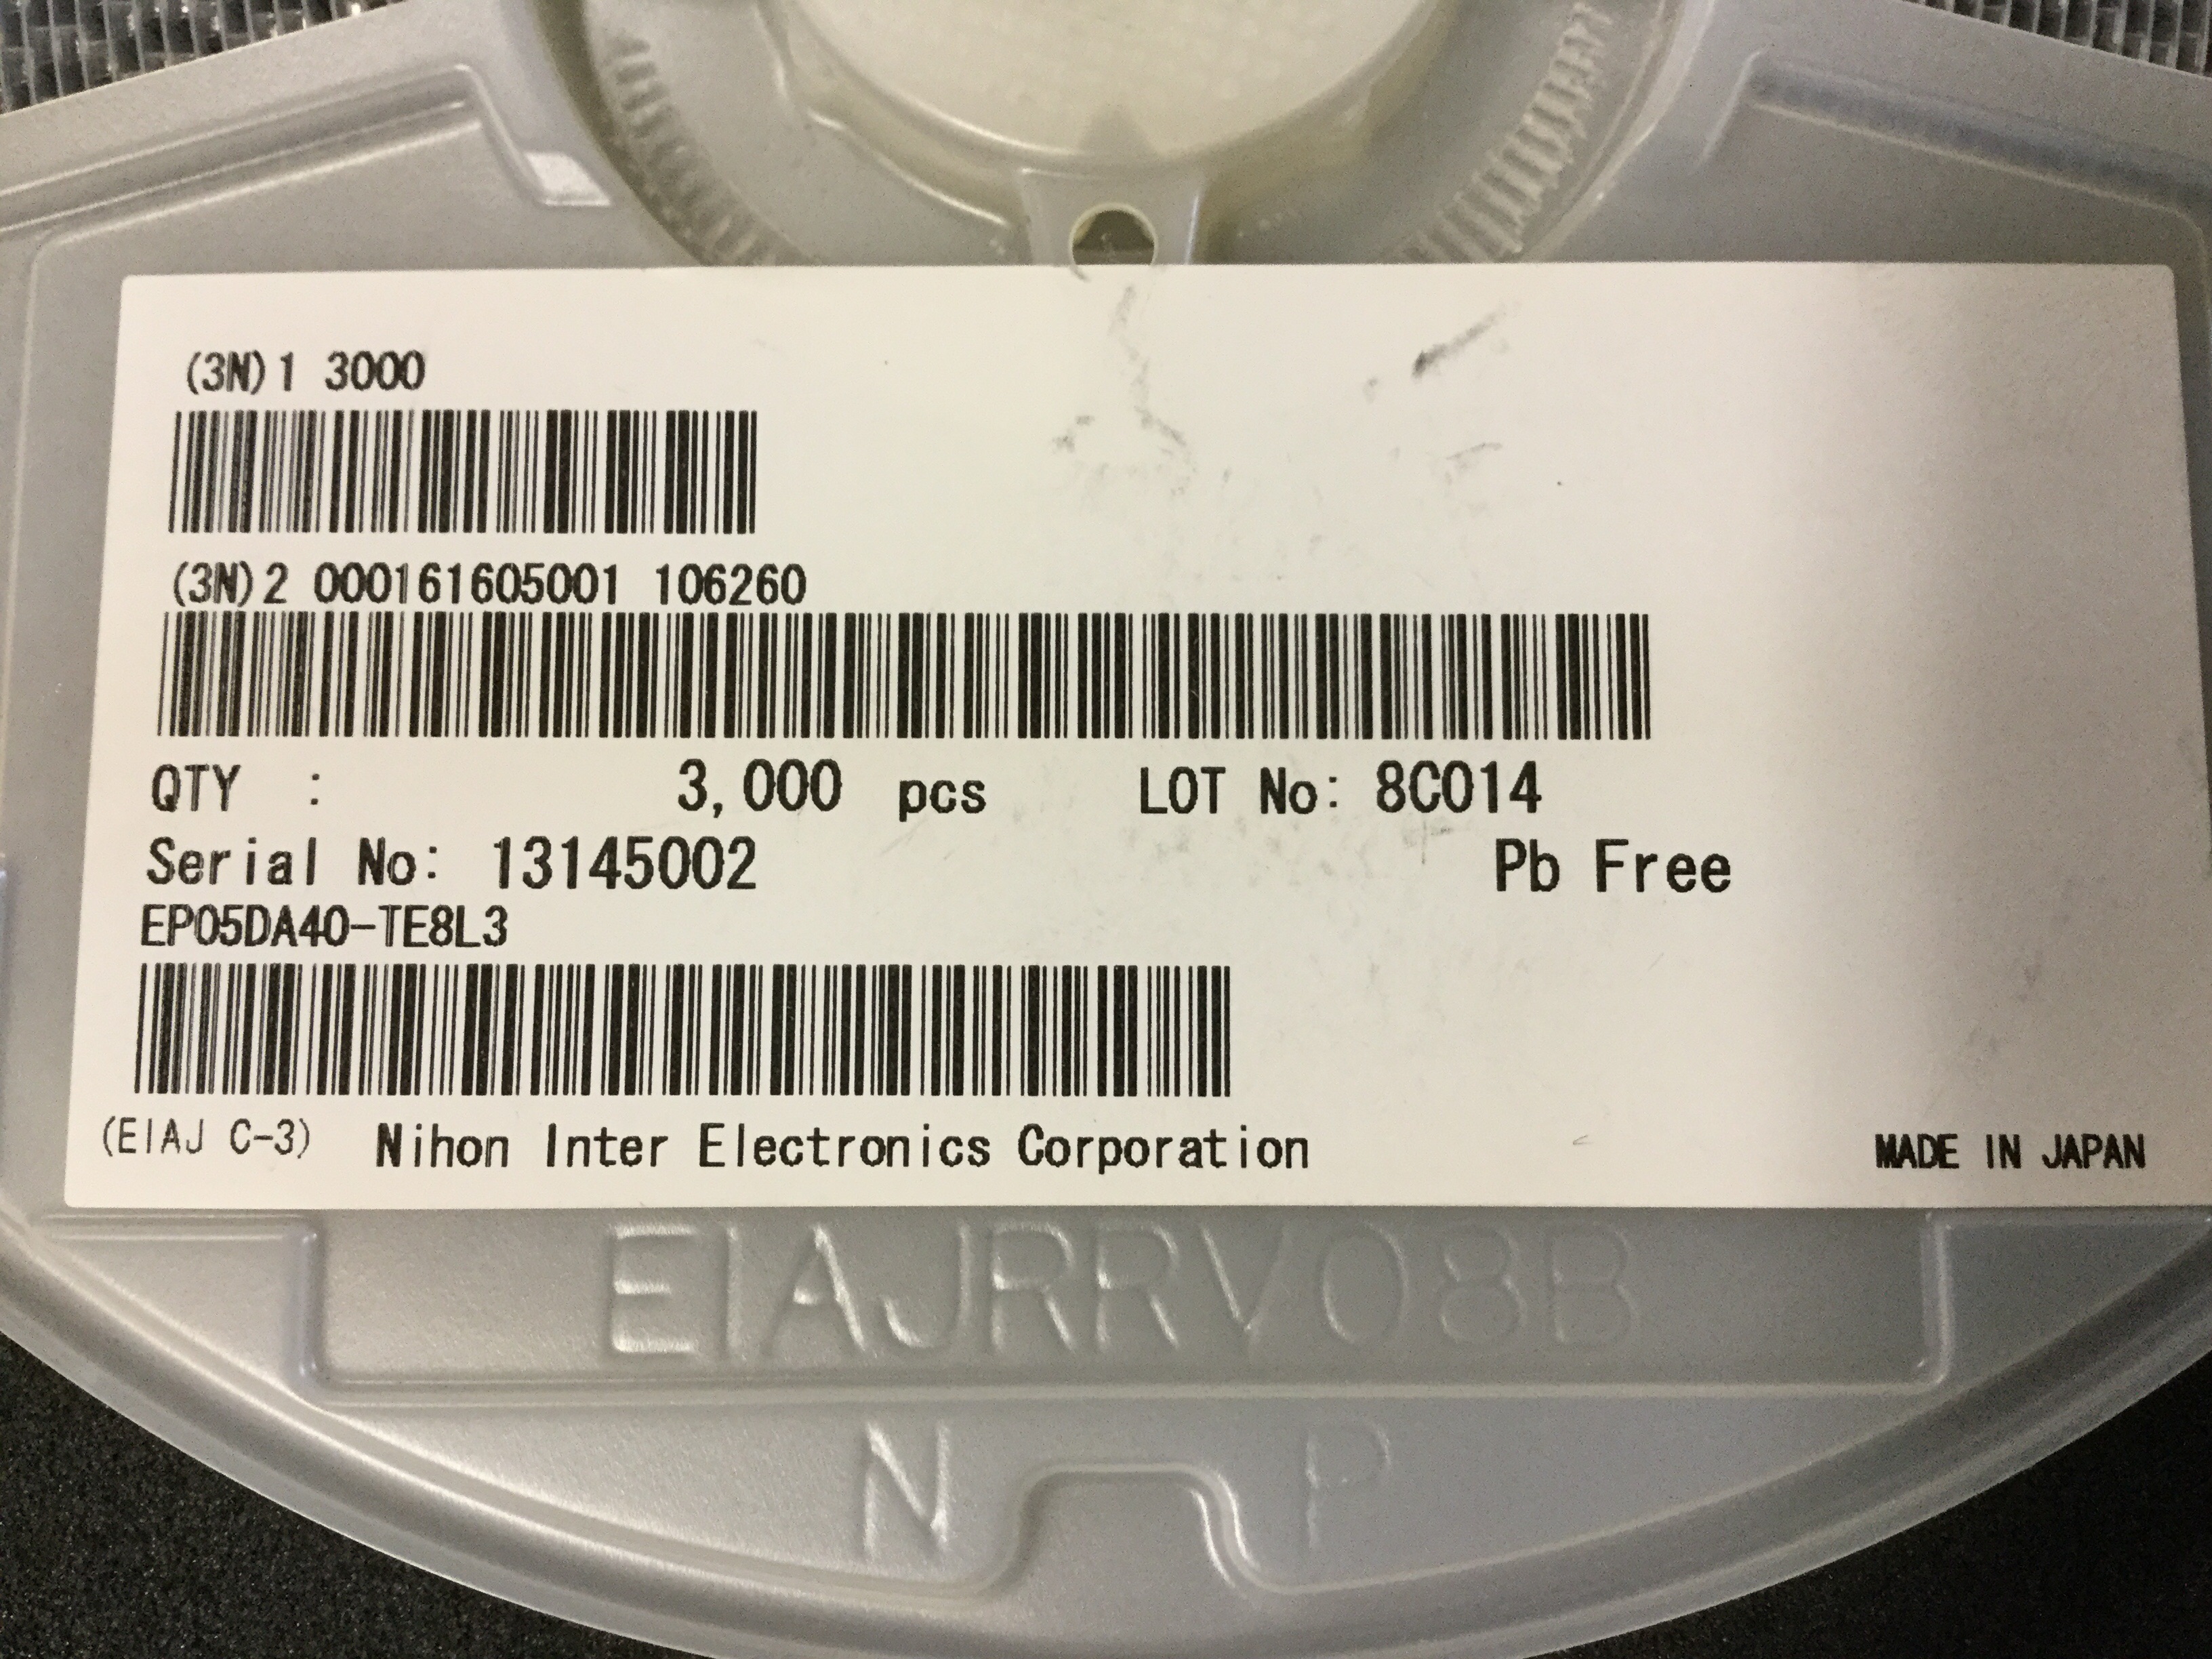 (3N)1 3000
(3N)2 000161605001 106260
QTY : 3,000 pcs LOT No: 8C014
Serial No: 13145002 Pb Free
EP05DA40-TE8L3
(EIAJ C-3) Nihon Inter Electronics Corporation MADE IN JAPAN
EIAJRRV08B
N P